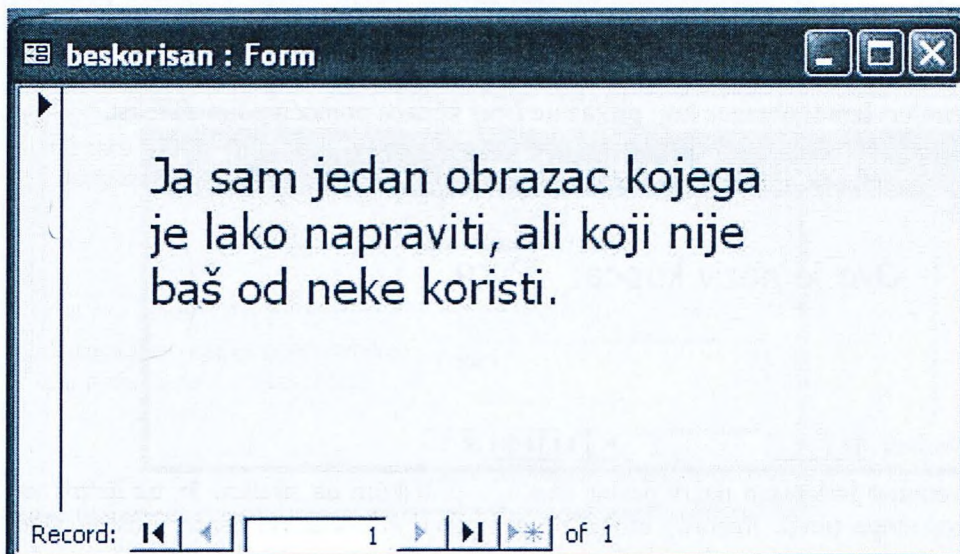 beskorisan : Form
Ja sam jedan obrazac kojega
je lako napraviti, ali koji nije
baš od neke koristi.
Record: 1 of 1